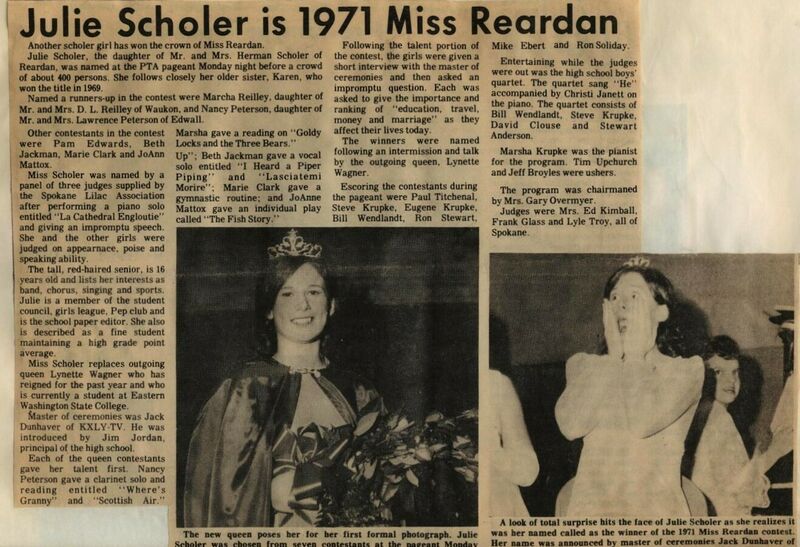 Julie Scholer is 1971 Miss Reardan
Another scholer girl has won the crown of Miss Reardan.
Julie Scholer, the daughter of Mr. and Mrs. Herman Scholer of
Reardan, was named at the PTA pageant Monday night before a crowd
of about 400 persons. She follows closely her older sister, Karen, who
won the title in 1969.
Named a runners-up in the contest were Marcha Reilley, daughter of
Mr. and Mrs. D. L. Reilley of Waukon, and Nancy Peterson, daughter of
Mr. and Mrs. Lawrence Peterson of Edwall.
Other contestants in the contest
were Pam Edwards, Beth
Jackman, Marie Clark and JoAnn
Mattox.
Miss Scholer was named by a
panel of three judges supplied by
the Spokane Lilac Association
after performing a piano solo
entitled "La Cathedral Engloutie"
and giving an impromptu speech.
She and the other girls were
judged on appearnace, poise and
speaking ability.
The tall, red-haired senior, is 16
years old and lists her interests as
band, chorus, singing and sports.
Julie is a member of the student
council, girls league, Pep club and
is the school paper editor. She also
is described as a fine student
maintaining a high grade point
average.
Miss Scholer replaces outgoing
queen Lynette Wagner who has
reigned for the past year and who
is currently a student at Eastern
Washington State College.
Master of ceremonies was Jack
Dunhaver of KXLY-TV. He was
introduced by Jim Jordan,
principal of the high school.
Each of the queen contestants
gave her talent first. Nancy
Peterson gave a clarinet solo and
reading entitled "Where's
Granny" and "Scottish Air."
Marsha gave a reading on "Goldy
Locks and the Three Bears."
Up"; Beth Jackman gave a vocal
solo entitled "I Heard a Piper
Piping" and "Lasciatemi
Morire"; Marie Clark gave a
gymnastic routine; and JoAnne
Mattox gave an individual play
called "The Fish Story."
Following the talent portion of
the contest, the girls were given a
short interview with the master of
ceremonies and then asked an
impromptu question. Each was
asked to give the importance and
ranking of "education, travel,
money and marriage" as they
affect their lives today.
The winners were named
following an intermission and talk
by the outgoing queen, Lynette
Wagner.
Escoring the contestants during
the pageant were Paul Titchenal,
Steve Krupke, Eugene Krupke,
Bill Wendlandt, Ron Stewart,
Mike Ebert and Ron Soliday.
Entertaining while the judges
were out was the high school boys'
quartet. The quartet sang "He"
accompanied by Christi Janett on
the piano. The quartet consists of
Bill Wendlandt, Steve Krupke,
David Clouse and Stewart
Anderson.
Marsha Krupke was the pianist
for the program. Tim Upchurch
and Jeff Broyles were ushers.
The program was chairmaned
by Mrs. Gary Overmyer.
Judges were Mrs. Ed Kimball,
Frank Glass and Lyle Troy, all of
Spokane.
The new queen poses her for her first formal photograph. Julie
Scholer was chosen from seven contestants at the pageant Monday
A look of total surprise hits the face of Julie Scholer as she realizes it
was her named called as the winner of the 1971 Miss Reardan contest.
Her name was announced by master of ceremonies Jack Dunhaver of